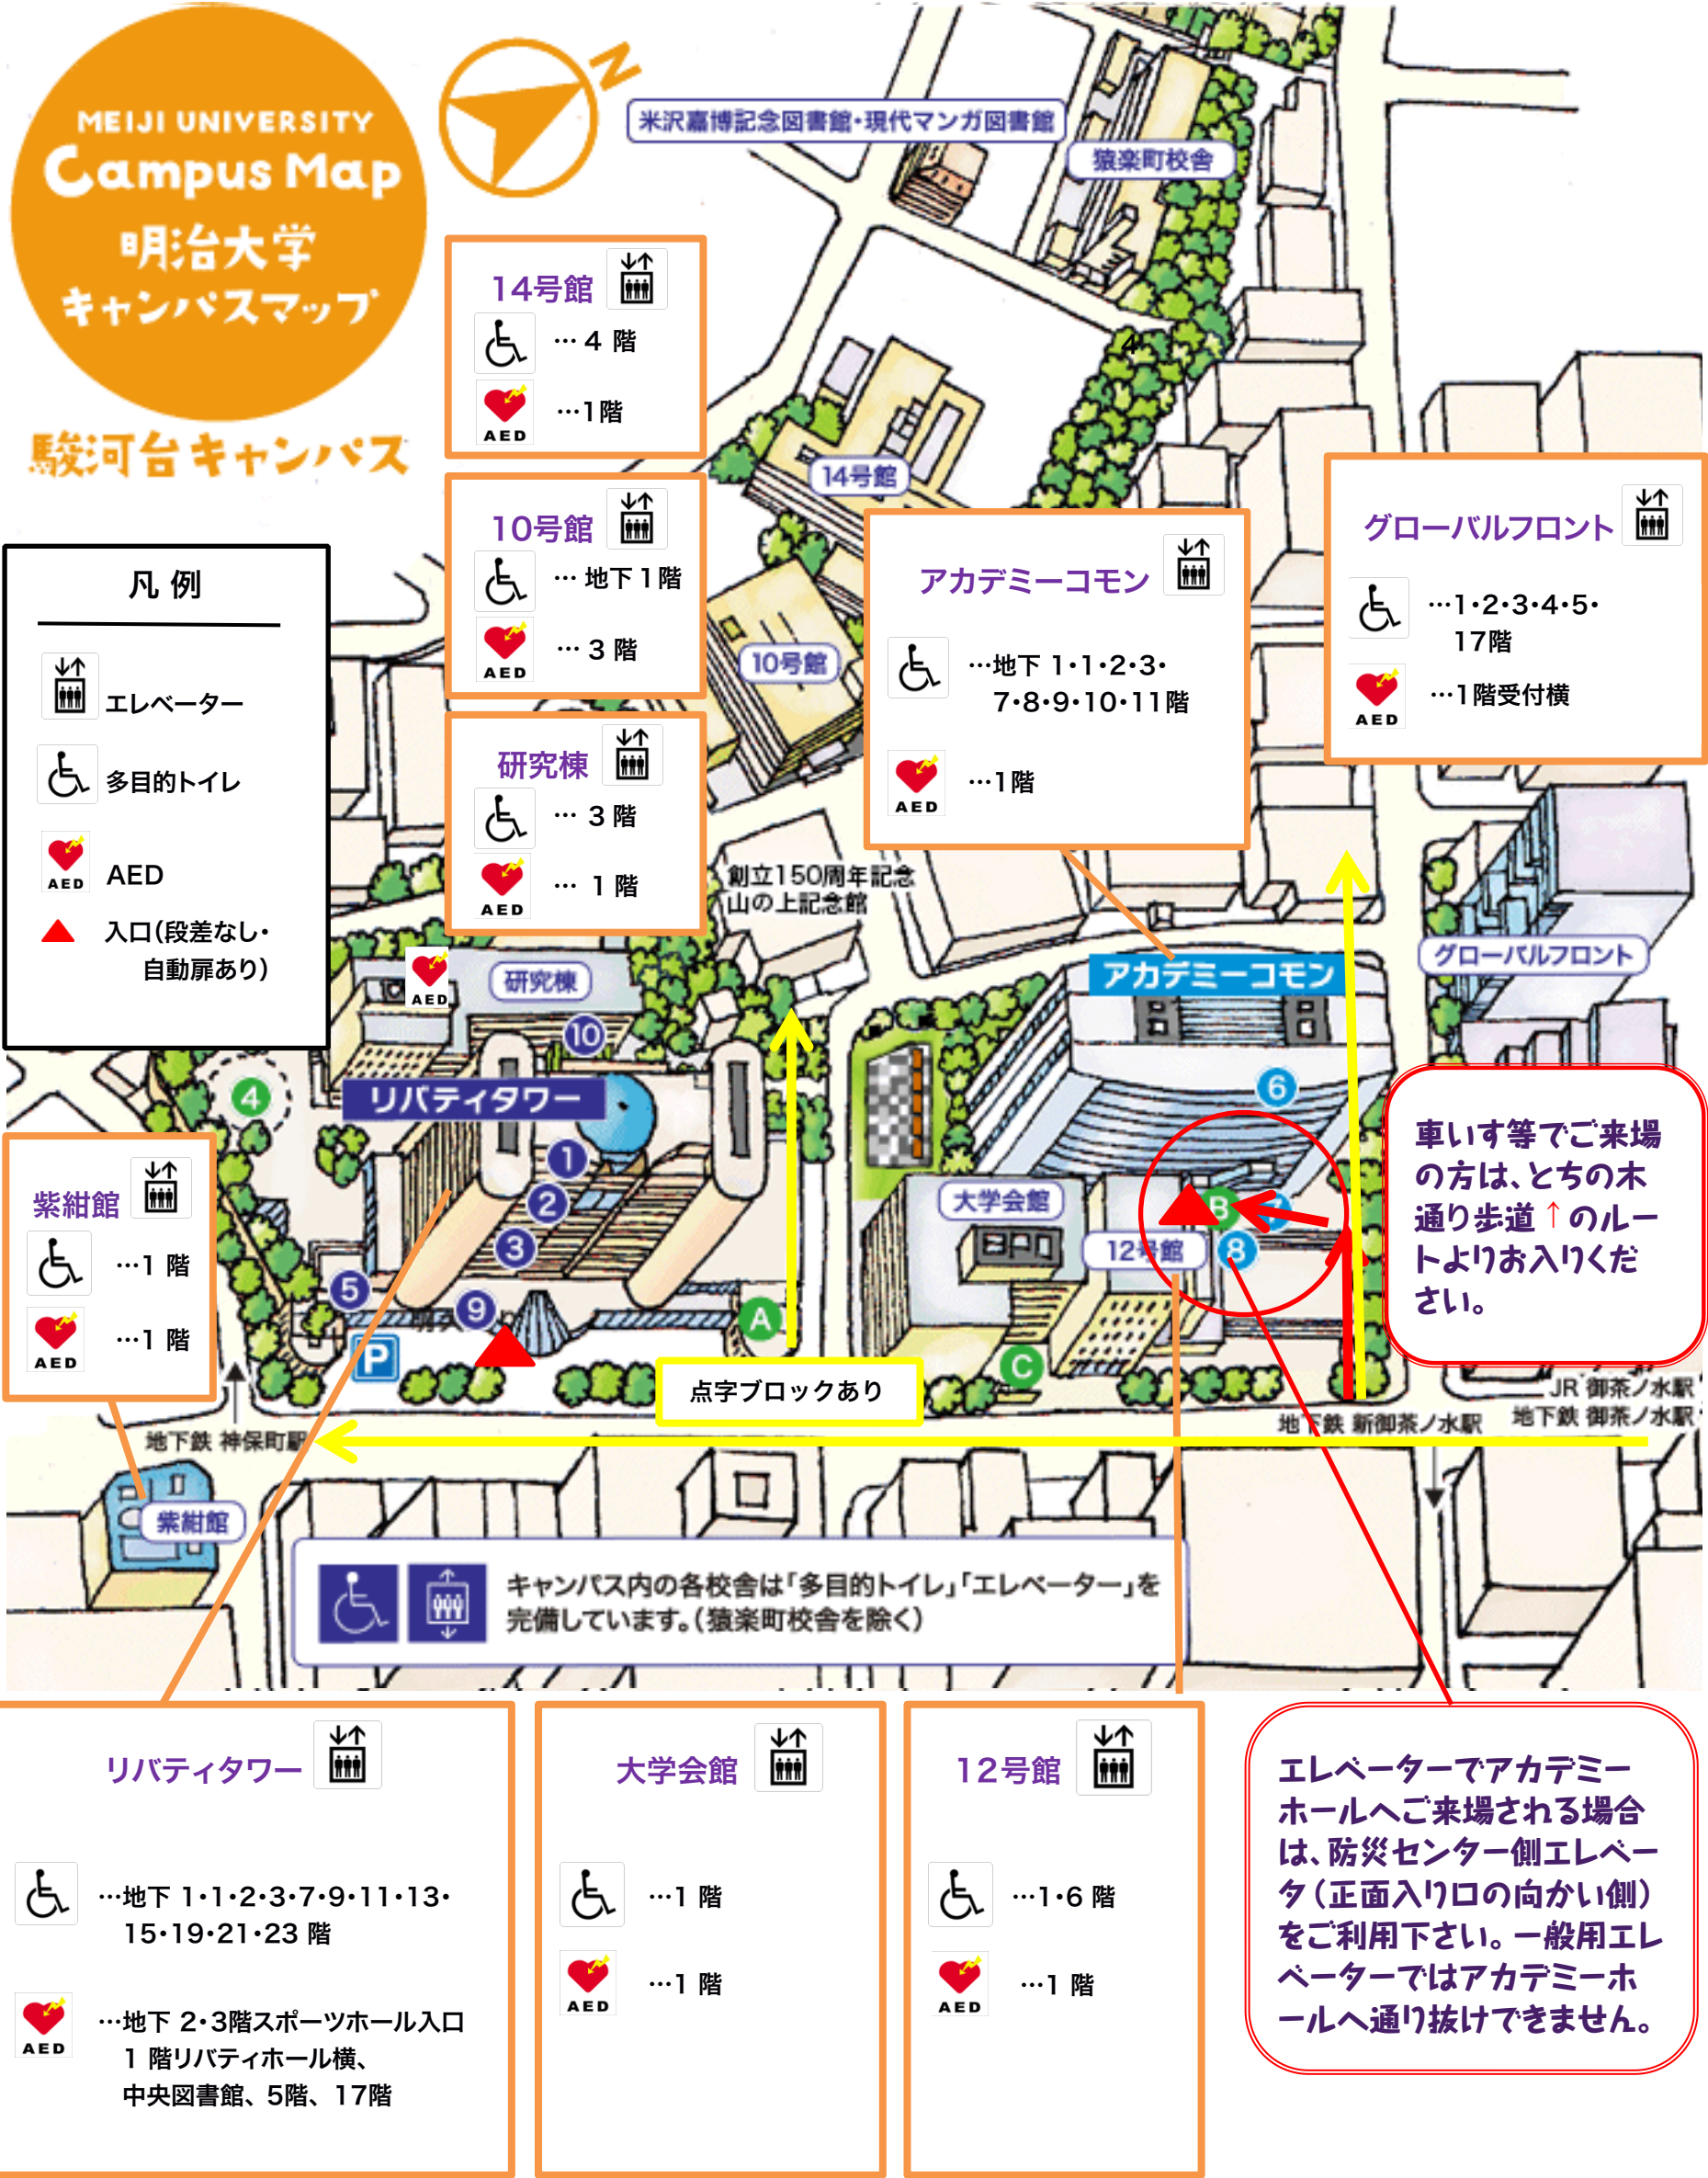 MEIJI UNIVERSITY
Campus Map
明治大学
キャンパスマップ
駿河台キャンパス
N
米沢嘉博記念図書館・現代マンガ図書館
猿楽町校舎
14号館
… 4 階
AED
…1階
4
14号館
10号館
… 地下1階
AED
… 3 階
10号館
研究棟
… 3 階
AED
… 1 階
アカデミーコモン
…地下 1・1・2・3・
7・8・9・10・11階
AED
…1階
グローバルフロント
…1・2・3・4・5・
17階
AED
…1階受付横
凡 例
エレベーター
多目的トイレ
AED
AED
入口(段差なし・
自動扉あり)
創立150周年記念
山の上記念館
AED
研究棟
10
アカデミーコモン
グローバルフロント
4
リバティタワー
6
1
2
3
5
9
P
A
大学会館
12号館
B
7
8
C
車いす等でご来場
の方は、とちの木
通り歩道↑のルー
トよりお入りくだ
さい。
紫紺館
…1 階
AED
…1 階
点字ブロックあり
JR 御茶ノ水駅
地下鉄 新御茶ノ水駅
地下鉄 御茶ノ水駅
地下鉄 神保町駅
紫紺館
キャンパス内の各校舎は「多目的トイレ」「エレベーター」を
完備しています。(猿楽町校舎を除く)
リバティタワー
…地下 1・1・2・3・7・9・11・13・
15・19・21・23 階
AED
…地下 2・3階スポーツホール入口
1 階リバティホール横、
中央図書館、5階、17階
大学会館
…1 階
AED
…1 階
12号館
…1・6 階
AED
…1 階
エレベーターでアカデミー
ホールへご来場される場合
は、防災センター側エレベー
タ(正面入り口の向かい側)
をご利用下さい。一般用エレ
ベーターではアカデミーホ
ールへ通り抜けできません。